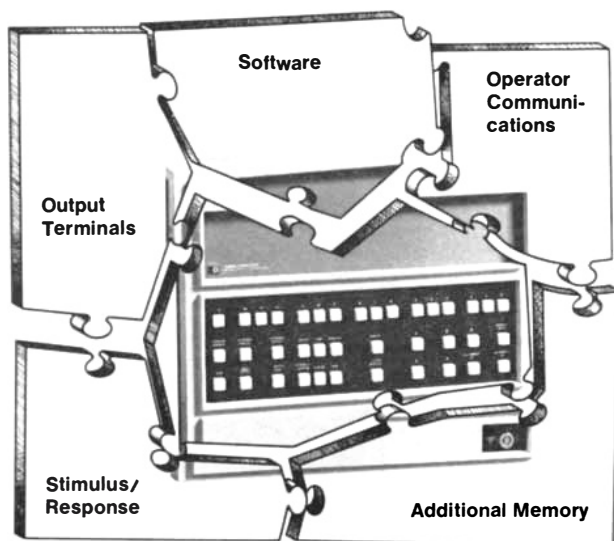 Software
Operator
Communi-
cations
Output
Terminals
Stimulus/
Response
Additional Memory